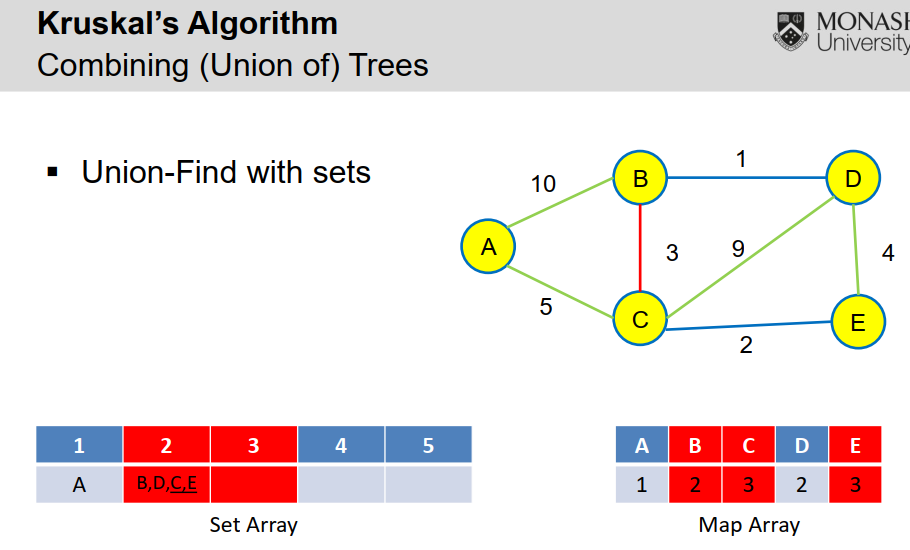 Kruskal's Algorithm
Combining (Union of) Trees
MONASH
University
▪ Union-Find with sets
1
10
B
D
A
3
9
4
5
C
E
2
1 2 3 4 5
A B,D,C,E
Set Array
A B C D E
1 2 3 2 3
Map Array